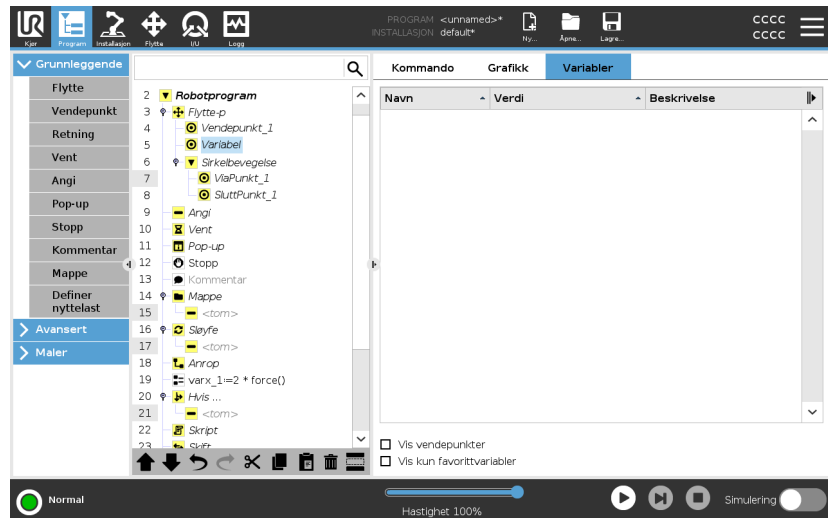 UR
PROGRAM <unnamed>*
INSTALLASJON default*
cccc
cccc
Kjør Program Installasjon Flytte I/U Logg Ny... Åpne... Lagre...
Grunnleggende
Flytte
Vendepunkt
Retning
Vent
Angi
Pop-up
Stopp
Kommentar
Mappe
Definer
nyttelast
Avansert
Maler
2 Robotprogram
3 Flytte-p
4 Vendepunkt_1
5 Variabel
6 Sirkelbevegelse
7 ViaPunkt_1
8 SluttPunkt_1
9 Angi
10 Vent
11 Pop-up
12 Stopp
13 Kommentar
14 Mappe
15 <tom>
16 Sløyfe
17 <tom>
18 Anrop
19 varx_1:=2 * force()
20 Hvis ...
21 <tom>
22 Skript
23 Skift
Kommando Grafikk Variabler
Navn Verdi Beskrivelse
Vis vendepunkter
Vis kun favorittvariabler
Normal
Hastighet 100%
Simulering